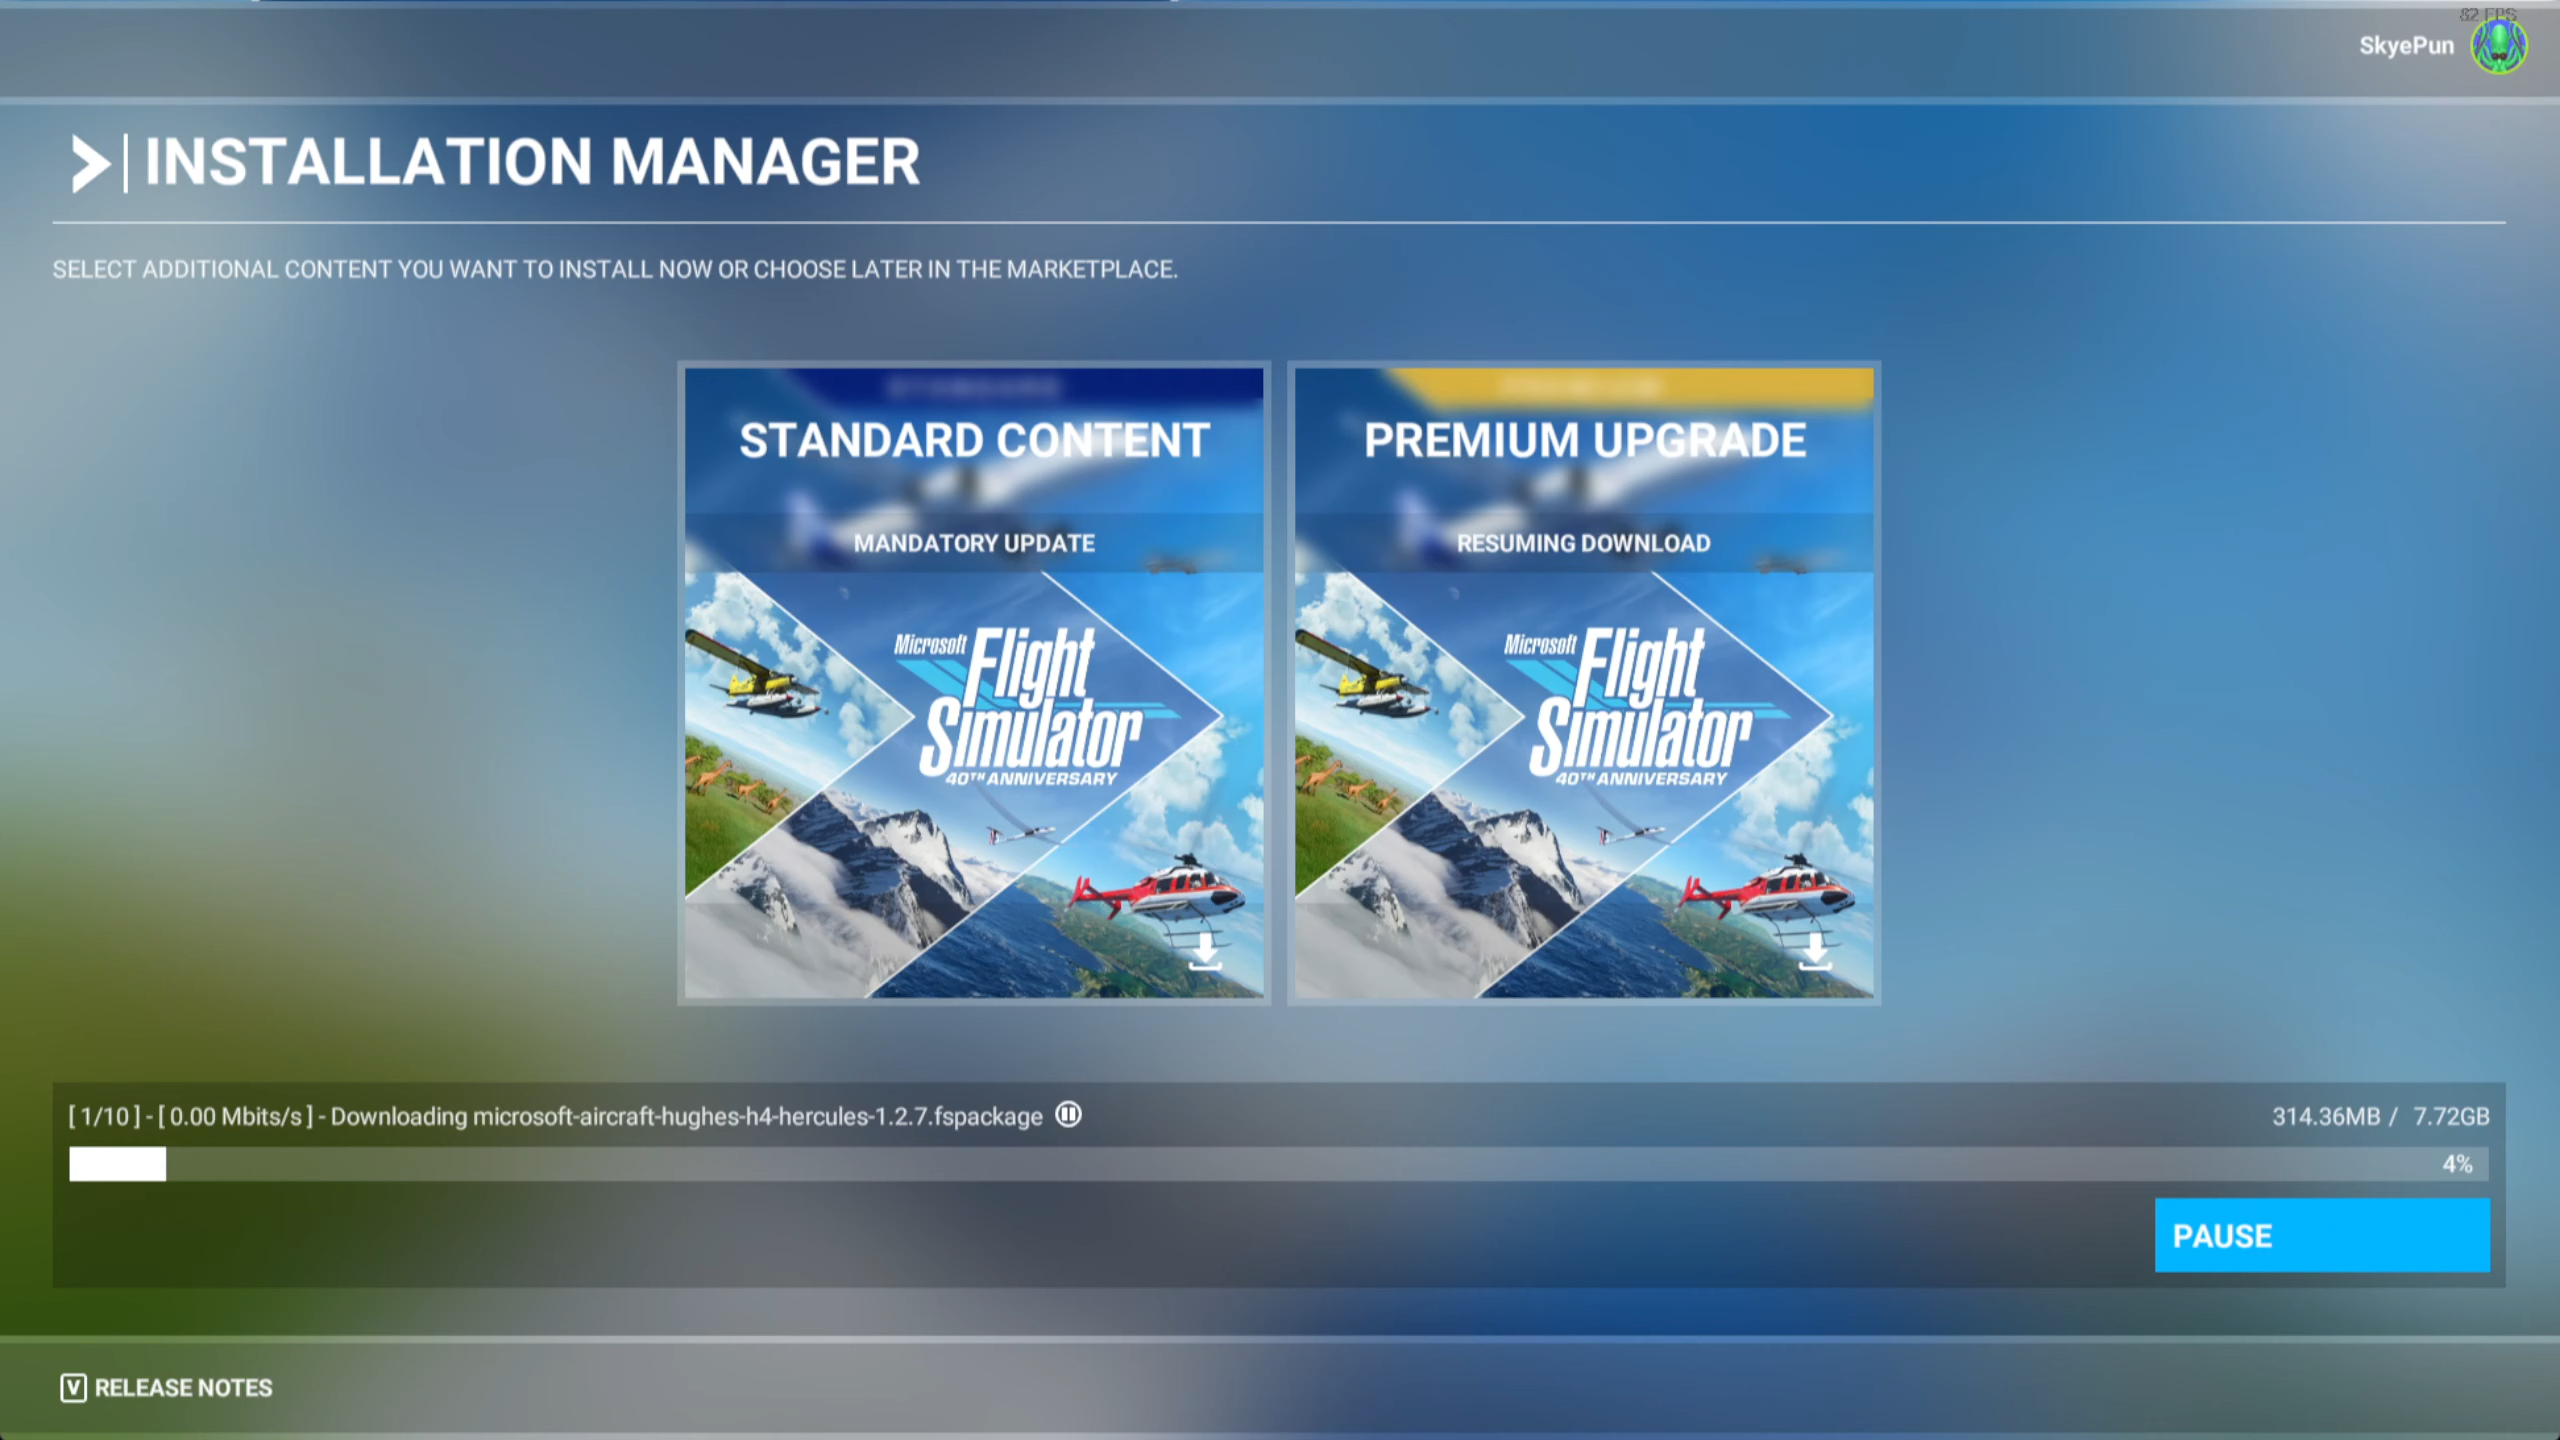 82 FPS
SkyePun
INSTALLATION MANAGER
SELECT ADDITIONAL CONTENT YOU WANT TO INSTALL NOW OR CHOOSE LATER IN THE MARKETPLACE.
STANDARD CONTENT
MANDATORY UPDATE
Microsoft
Flight
Simulator
40TH ANNIVERSARY
PREMIUM UPGRADE
RESUMING DOWNLOAD
Microsoft
Flight
Simulator
40TH ANNIVERSARY
[ 1/10 ] - [ 0.00 Mbits/s ] - Downloading microsoft-aircraft-hughes-h4-hercules-1.2.7.fspackage
314.36MB / 7.72GB
4%
PAUSE
V RELEASE NOTES